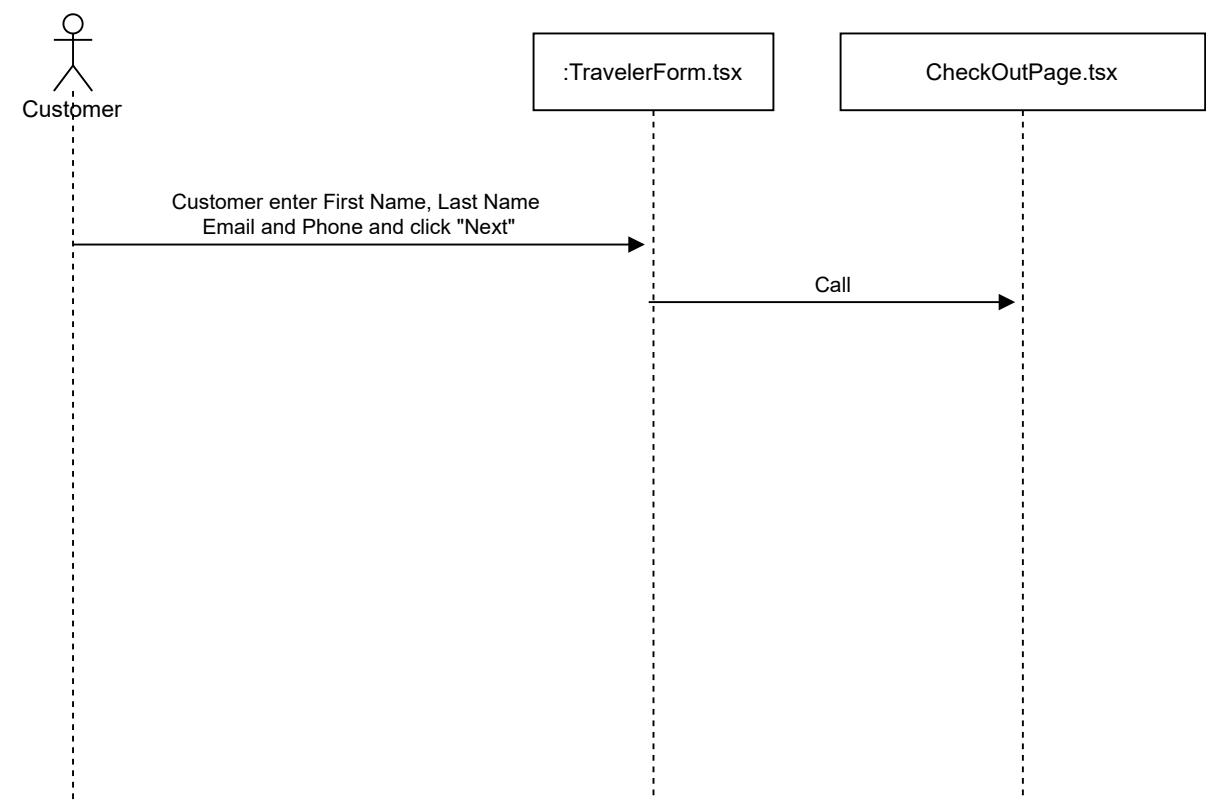 Customer
:TravelerForm.tsx
CheckOutPage.tsx
Customer enter First Name, Last Name
Email and Phone and click "Next"
Call